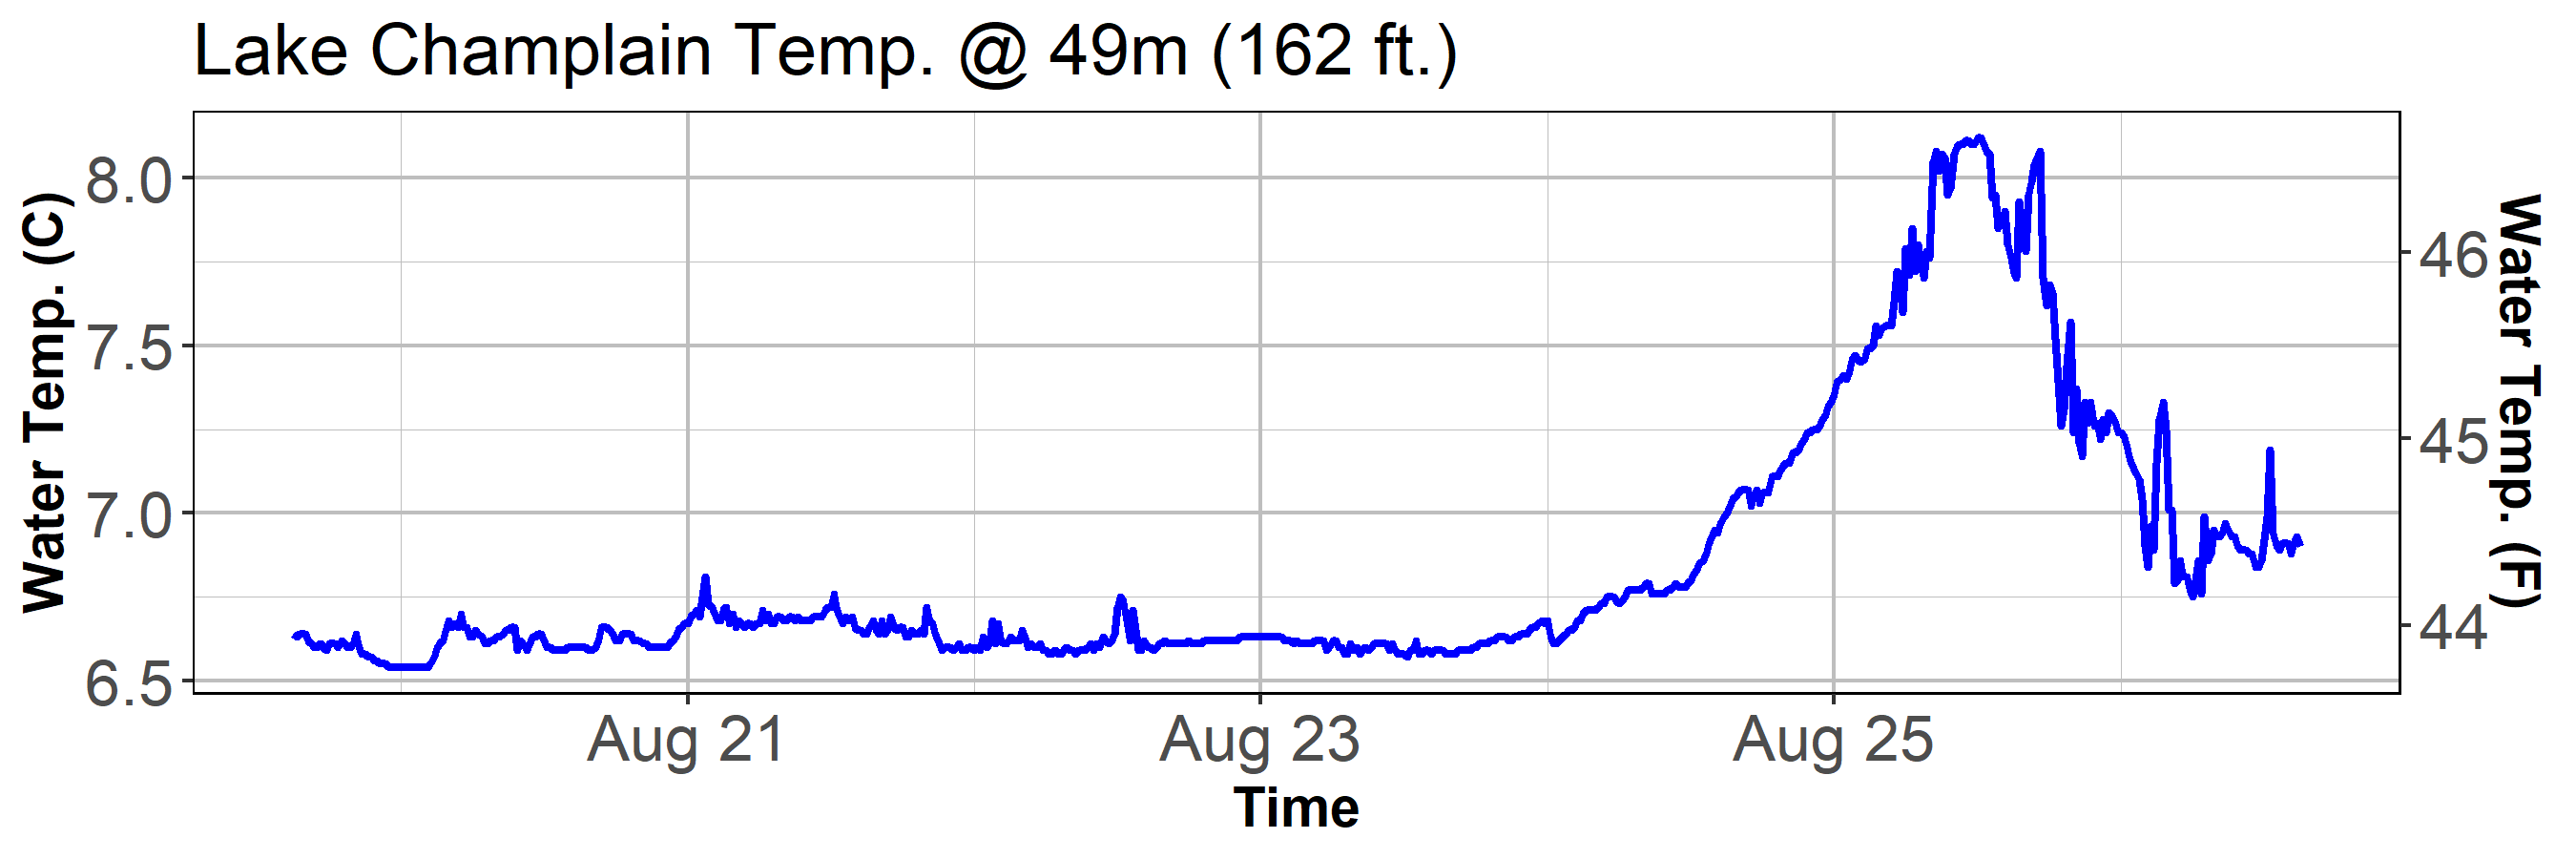 Lake Champlain Temp. @ 49m (162 ft.)
Water Temp. (C)
8.0
7.5
7.0
6.5
46
45
44
Water Temp. (F)
Aug 21
Aug 23
Aug 25
Time